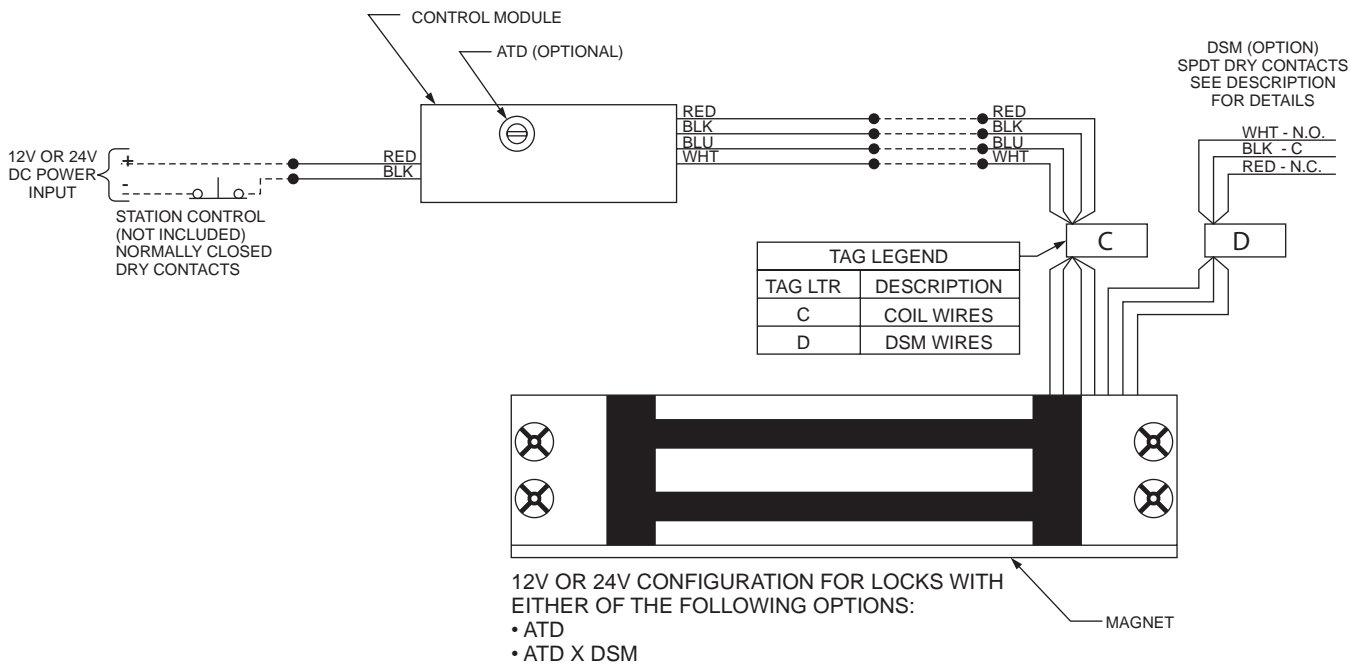 CONTROL MODULE
ATD (OPTIONAL)
DSM (OPTION)
SPDT DRY CONTACTS
SEE DESCRIPTION
FOR DETAILS
12V OR 24V
DC POWER
INPUT
+
-
RED
BLK
STATION CONTROL
(NOT INCLUDED)
NORMALLY CLOSED
DRY CONTACTS
RED
BLK
BLU
WHT
RED
BLK
BLU
WHT
WHT - N.O.
BLK - C
RED - N.C.
C
D
TAG LEGEND
TAG LTR DESCRIPTION
C COIL WIRES
D DSM WIRES
12V OR 24V CONFIGURATION FOR LOCKS WITH
EITHER OF THE FOLLOWING OPTIONS:
• ATD
• ATD X DSM
MAGNET